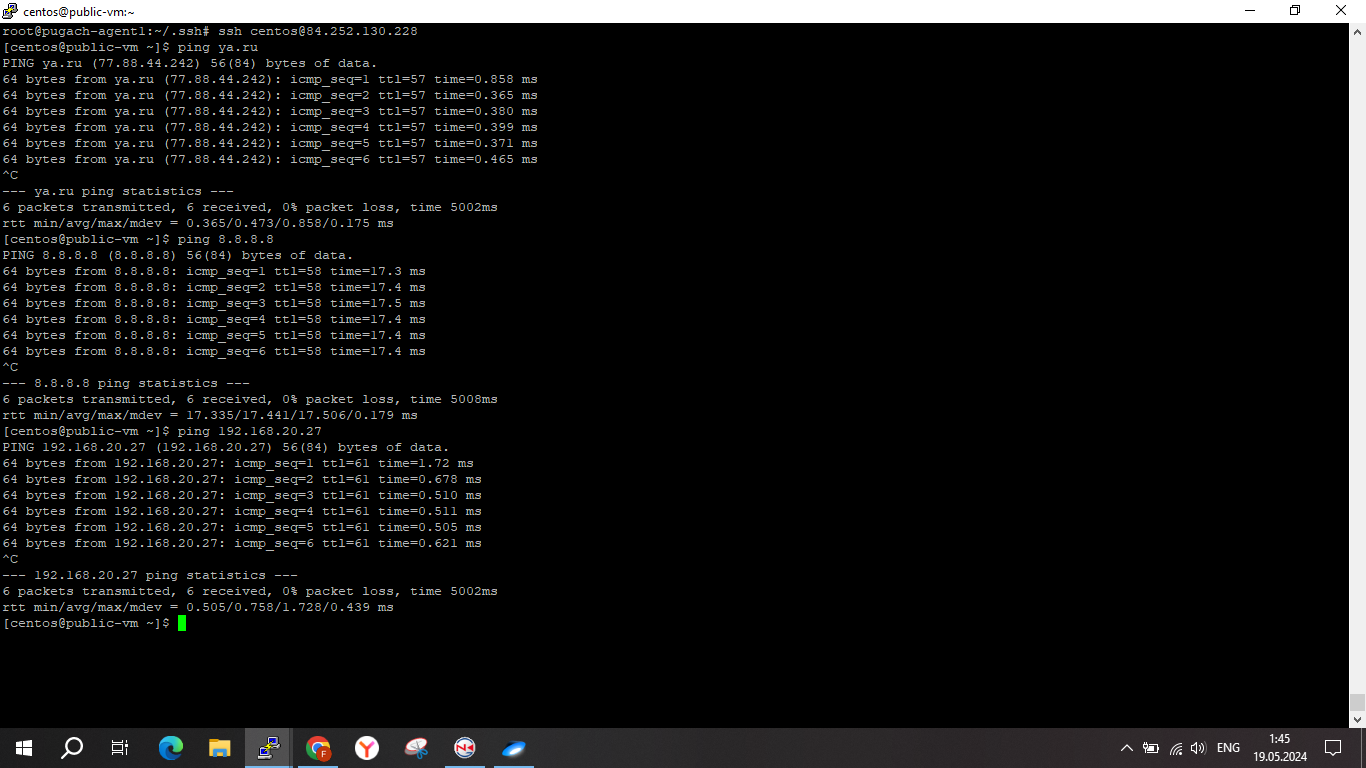 centos@public-vm:~
root@pugach-agent1:~/.ssh# ssh centos@84.252.130.228
[centos@public-vm ~]$ ping ya.ru
PING ya.ru (77.88.44.242) 56(84) bytes of data.
64 bytes from ya.ru (77.88.44.242): icmp_seq=1 ttl=57 time=0.858 ms
64 bytes from ya.ru (77.88.44.242): icmp_seq=2 ttl=57 time=0.365 ms
64 bytes from ya.ru (77.88.44.242): icmp_seq=3 ttl=57 time=0.380 ms
64 bytes from ya.ru (77.88.44.242): icmp_seq=4 ttl=57 time=0.399 ms
64 bytes from ya.ru (77.88.44.242): icmp_seq=5 ttl=57 time=0.371 ms
64 bytes from ya.ru (77.88.44.242): icmp_seq=6 ttl=57 time=0.465 ms
^C
--- ya.ru ping statistics ---
6 packets transmitted, 6 received, 0% packet loss, time 5002ms
rtt min/avg/max/mdev = 0.365/0.473/0.858/0.175 ms
[centos@public-vm ~]$ ping 8.8.8.8
PING 8.8.8.8 (8.8.8.8) 56(84) bytes of data.
64 bytes from 8.8.8.8: icmp_seq=1 ttl=58 time=17.3 ms
64 bytes from 8.8.8.8: icmp_seq=2 ttl=58 time=17.4 ms
64 bytes from 8.8.8.8: icmp_seq=3 ttl=58 time=17.5 ms
64 bytes from 8.8.8.8: icmp_seq=4 ttl=58 time=17.4 ms
64 bytes from 8.8.8.8: icmp_seq=5 ttl=58 time=17.4 ms
64 bytes from 8.8.8.8: icmp_seq=6 ttl=58 time=17.4 ms
^C
--- 8.8.8.8 ping statistics ---
6 packets transmitted, 6 received, 0% packet loss, time 5008ms
rtt min/avg/max/mdev = 17.335/17.441/17.506/0.179 ms
[centos@public-vm ~]$ ping 192.168.20.27
PING 192.168.20.27 (192.168.20.27) 56(84) bytes of data.
64 bytes from 192.168.20.27: icmp_seq=1 ttl=61 time=1.72 ms
64 bytes from 192.168.20.27: icmp_seq=2 ttl=61 time=0.678 ms
64 bytes from 192.168.20.27: icmp_seq=3 ttl=61 time=0.510 ms
64 bytes from 192.168.20.27: icmp_seq=4 ttl=61 time=0.511 ms
64 bytes from 192.168.20.27: icmp_seq=5 ttl=61 time=0.505 ms
64 bytes from 192.168.20.27: icmp_seq=6 ttl=61 time=0.621 ms
^C
--- 192.168.20.27 ping statistics ---
6 packets transmitted, 6 received, 0% packet loss, time 5002ms
rtt min/avg/max/mdev = 0.505/0.758/1.728/0.439 ms
[centos@public-vm ~]$
ENG
1:45
19.05.2024